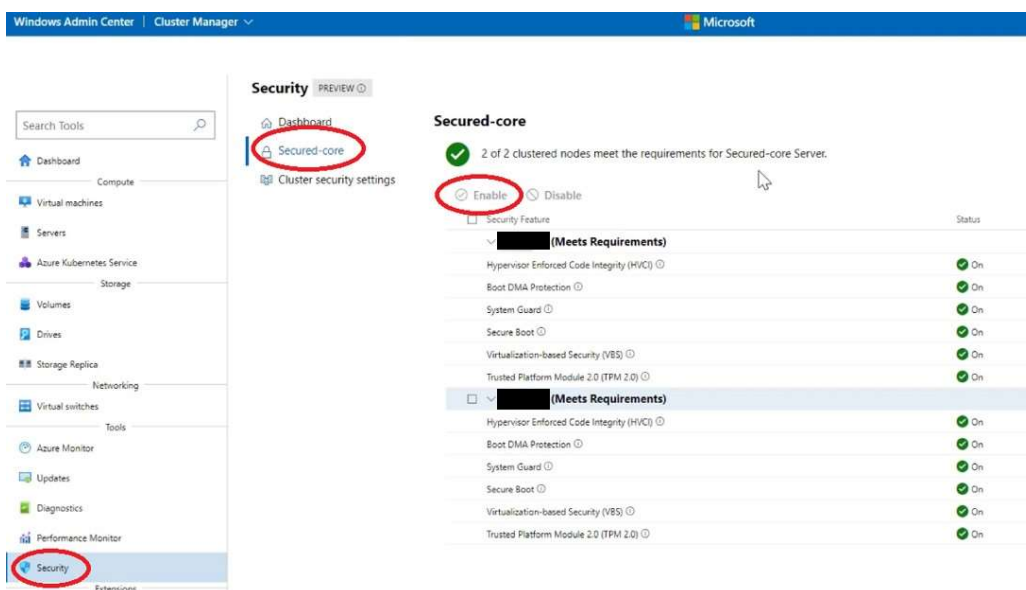 Windows Admin Center | Cluster Manager
Microsoft
Security PREVIEW
Search Tools
Dashboard
Compute
Virtual machines
Servers
Azure Kubernetes Service
Storage
Volumes
Drives
Storage Replica
Networking
Virtual switches
Tools
Azure Monitor
Updates
Diagnostics
Performance Monitor
Security
Extensions
Dashboard
Secured-core
Cluster security settings
Secured-core
2 of 2 clustered nodes meet the requirements for Secured-core Server.
Enable Disable
Security Feature Status
(Meets Requirements)
Hypervisor Enforced Code Integrity (HVCI) On
Boot DMA Protection On
System Guard On
Secure Boot On
Virtualization-based Security (VBS) On
Trusted Platform Module 2.0 (TPM 2.0) On
(Meets Requirements)
Hypervisor Enforced Code Integrity (HVCI) On
Boot DMA Protection On
System Guard On
Secure Boot On
Virtualization-based Security (VBS) On
Trusted Platform Module 2.0 (TPM 2.0) On